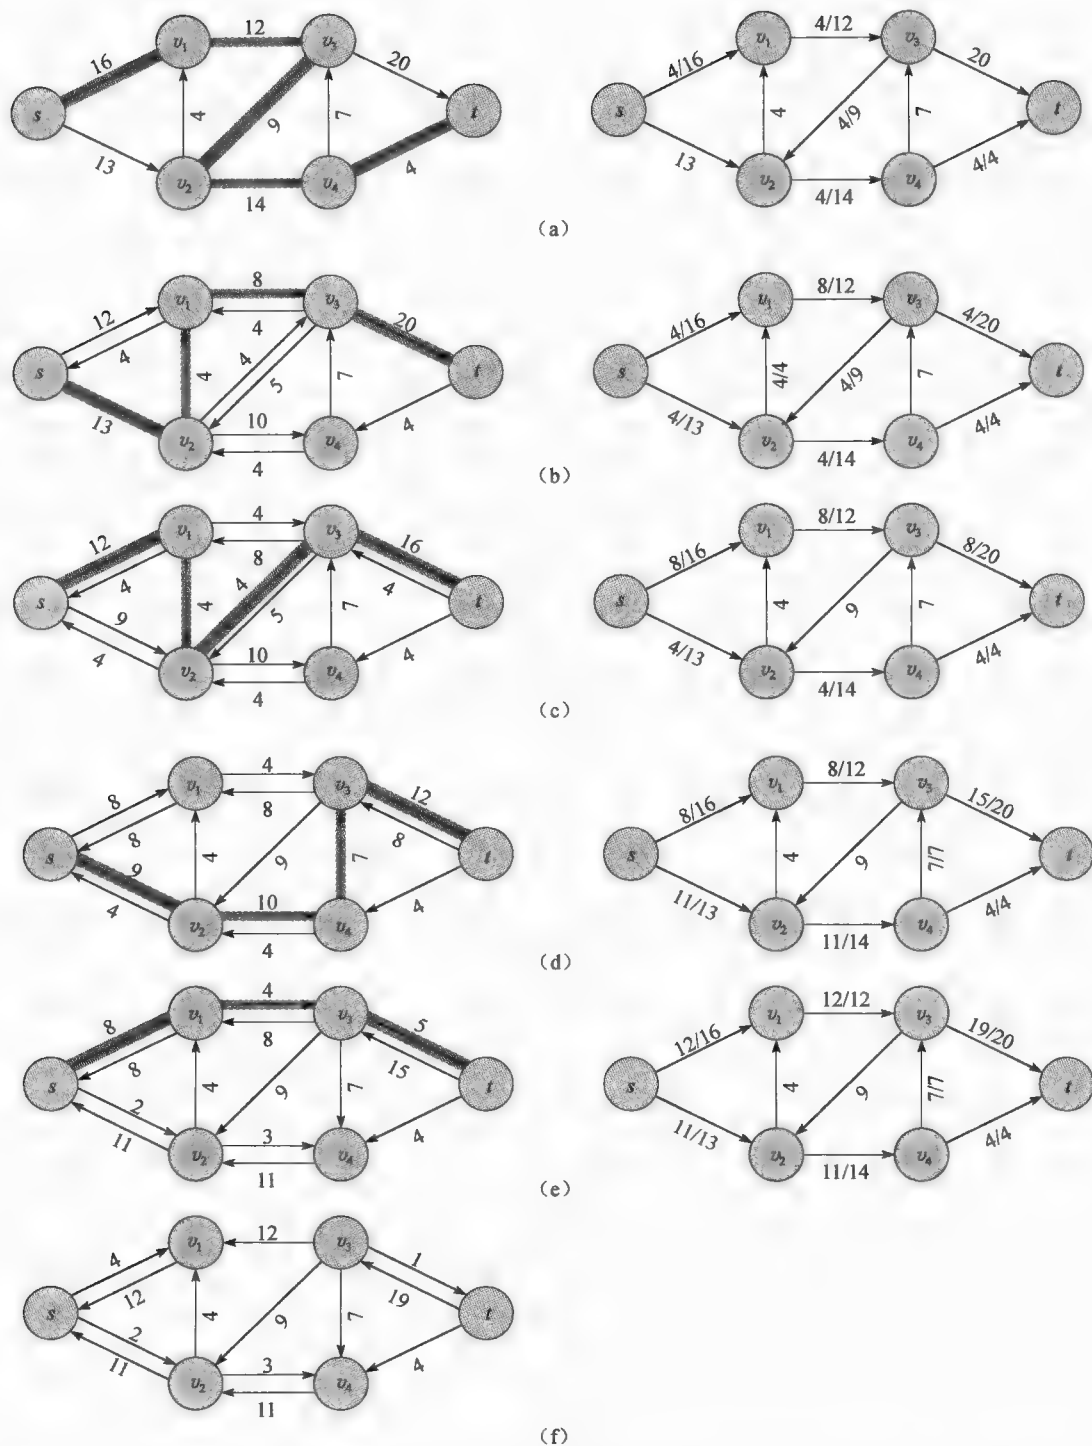 12
v₁ v₃
16 20
s 4 9 7 t
13 4
v₂ v₄
14
4/12
v₁ v₃
4/16 20
s 4 4/9 7 t
13 4/4
v₂ v₄
4/14
(a)
8
v₁ v₃
12 4 20
4 4
s 4 5 7 t
13 10 4
v₂ v₄
4
8/12
v₁ v₃
4/16 4/20
s 4/4 4/9 7 t
4/13 4/4
v₂ v₄
4/14
(b)
4
v₁ v₃
12 8 16
4 4 4
s 4 5 7 t
9
4 10 4
v₂ v₄
4
8/12
v₁ v₃
8/16 8/20
s 4 9 7 t
4/13 4/4
v₂ v₄
4/14
(c)
4
v₁ v₃
8 8 12
8 8
s 4 9 7 t
9
4 10 4
v₂ v₄
4
8/12
v₁ v₃
8/16 15/20
s 4 9 7/7 t
11/13 4/4
v₂ v₄
11/14
(d)
4
v₁ v₃
8 8 5
8 15
s 4 9 7 t
2
11 3 4
v₂ v₄
11
12/12
v₁ v₃
12/16 19/20
s 4 9 7/7 t
11/13 4/4
v₂ v₄
11/14
(e)
v₁ 12 v₃
4 1
12 19
s 4 9 7 t
2
11 3 4
v₂ v₄
11
(f)